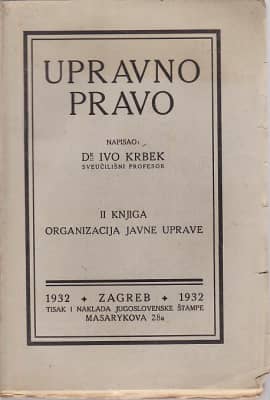 UPRAVNO
PRAVO
NAPISAO:
DR IVO KRBEK
SVEUČILIŠNI PROFESOR
II KNJIGA
ORGANIZACIJA JAVNE UPRAVE
1932 + ZAGREB + 1932
TISAK I NAKLADA JUGOSLOVENSKE ŠTAMPE
MASARYKOVA 28a